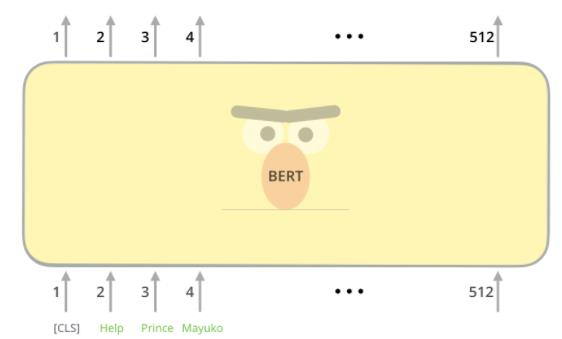 1 2 3 4 ••• 512
BERT
1 2 3 4 ••• 512
[CLS] Help Prince Mayuko